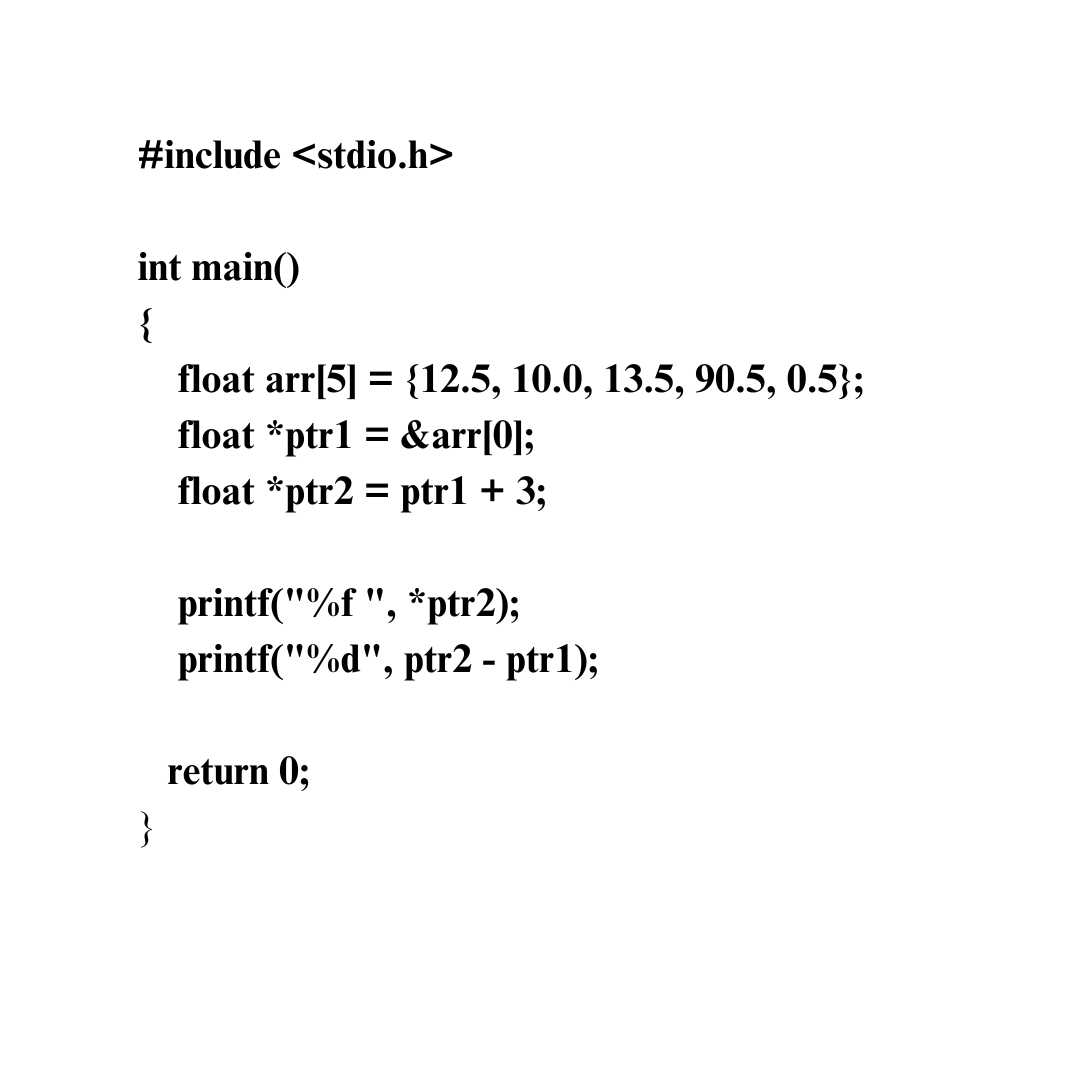 #include <stdio.h>
int main()
{
float arr[5] = {12.5, 10.0, 13.5, 90.5, 0.5};
float *ptr1 = &arr[0];
float *ptr2 = ptr1 + 3;
printf("%f ", *ptr2);
printf("%d", ptr2 - ptr1);
return 0;
}